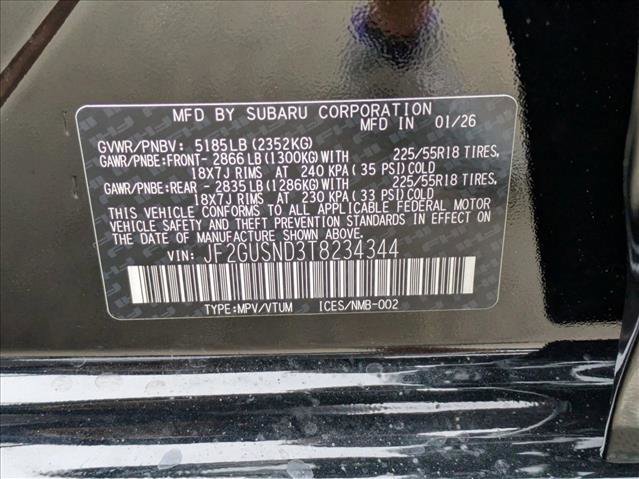 MFD BY SUBARU CORPORATION
MFD IN 01/26
GVWR/PNBV: 5185LB (2352KG)
GAWR/PNBE:FRONT- 2866 LB (1300KG)WITH 225/55R18 TIRES,
18X7J RIMS AT 240 KPA ( 35 PSI)COLD
GAWR/PNBE:REAR - 2835 LB (1286KG)WITH 225/55R18 TIRES,
18X7J RIMS AT 230 KPA ( 33 PSI)COLD
THIS VEHICLE CONFORMS TO ALL APPLICABLE FEDERAL MOTOR
VEHICLE SAFETY AND THEFT PREVENTION STANDARDS IN EFFECT ON
THE DATE OF MANUFACTURE SHOWN ABOVE.
VIN: JF2GUSND3T8234344
TYPE:MPV/VTUM ICES/NMB-002